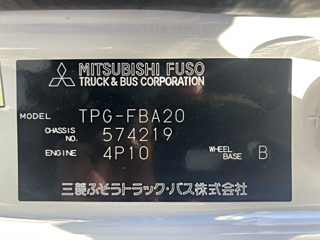 MITSUBISHI FUSO
TRUCK & BUS CORPORATION
MODEL TPG-FBA20
CHASSIS NO. 574219
ENGINE 4P10 WHEEL BASE B
三菱ふそうトラック・バス株式会社